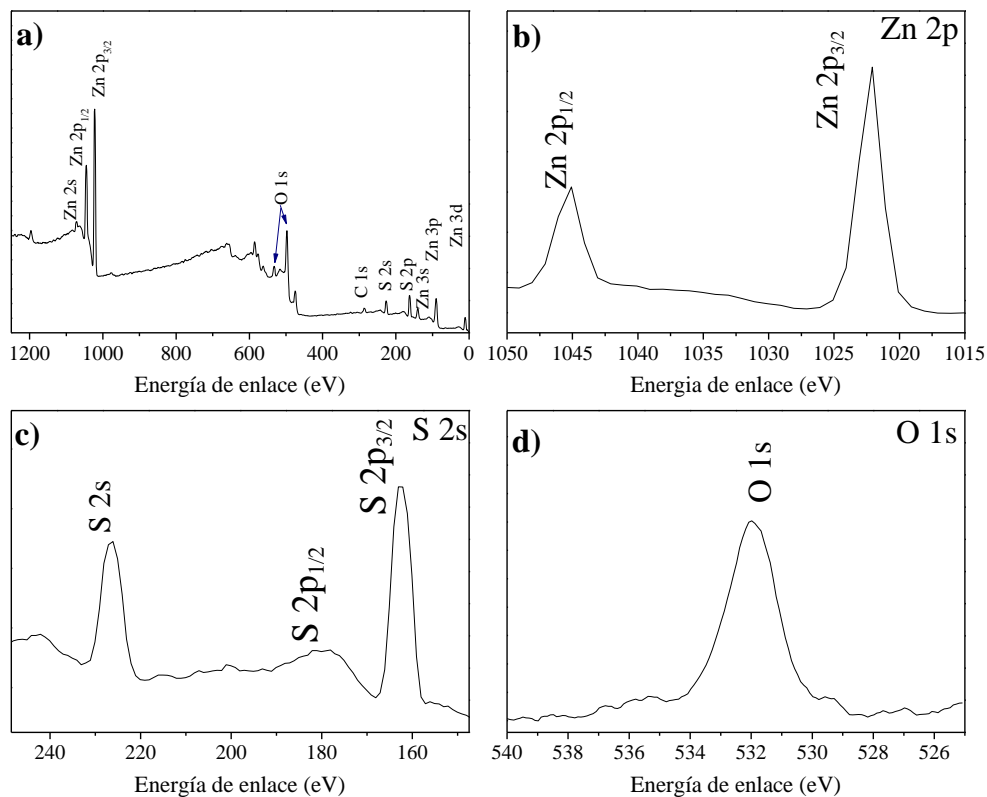 a)
Zn 2s
Zn 2p1/2
Zn 2p3/2
O 1s
C 1s
S 2s
S 2p
Zn 3s
Zn 3p
Zn 3d
1200 1000 800 600 400 200 0
Energía de enlace (eV)
b)
Zn 2p
Zn 2p1/2
Zn 2p3/2
1050 1045 1040 1035 1030 1025 1020 1015
Energia de enlace (eV)
c)
S 2s
S 2s
S 2p1/2
S 2p3/2
240 220 200 180 160
Energía de enlace (eV)
d)
O 1s
O 1s
540 538 536 534 532 530 528 526
Energía de enlace (eV)